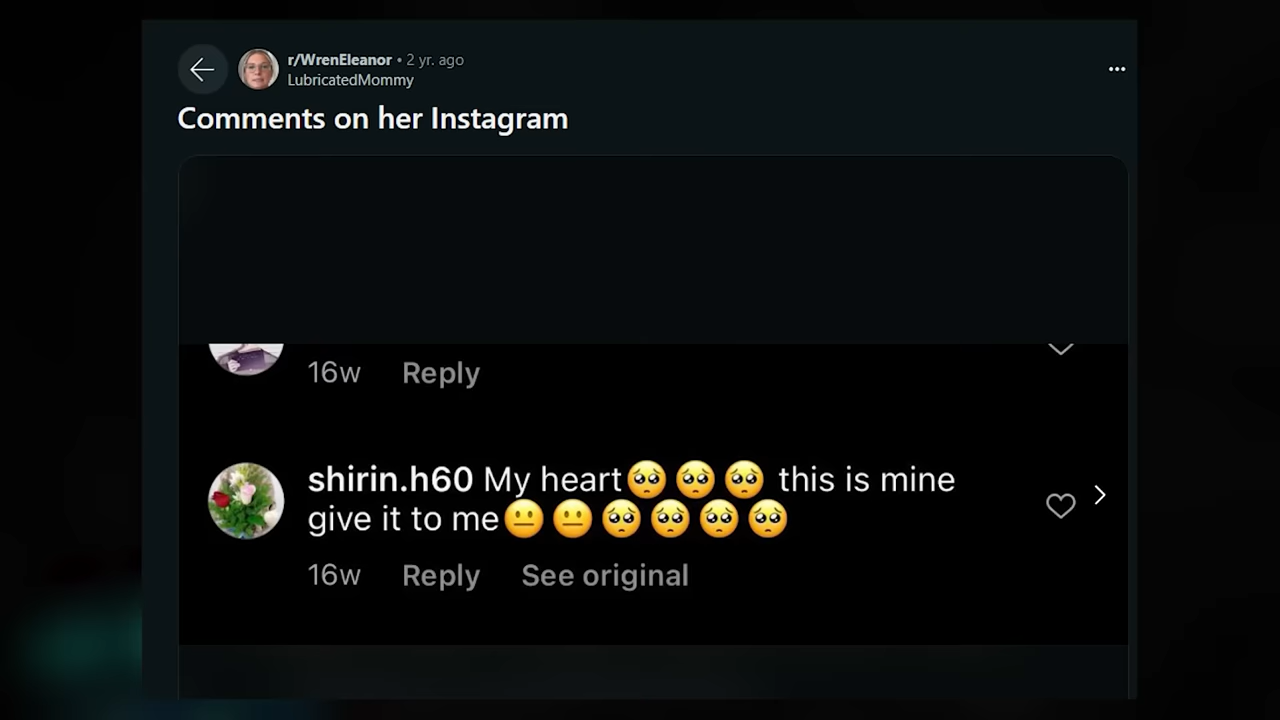 r/WrenEleanor • 2 yr. ago
LubricatedMommy
Comments on her Instagram
16w Reply
shirin.h60 My heart🥺🥺🥺 this is mine
give it to me😐😐🥺🥺🥺🥺
16w Reply See original